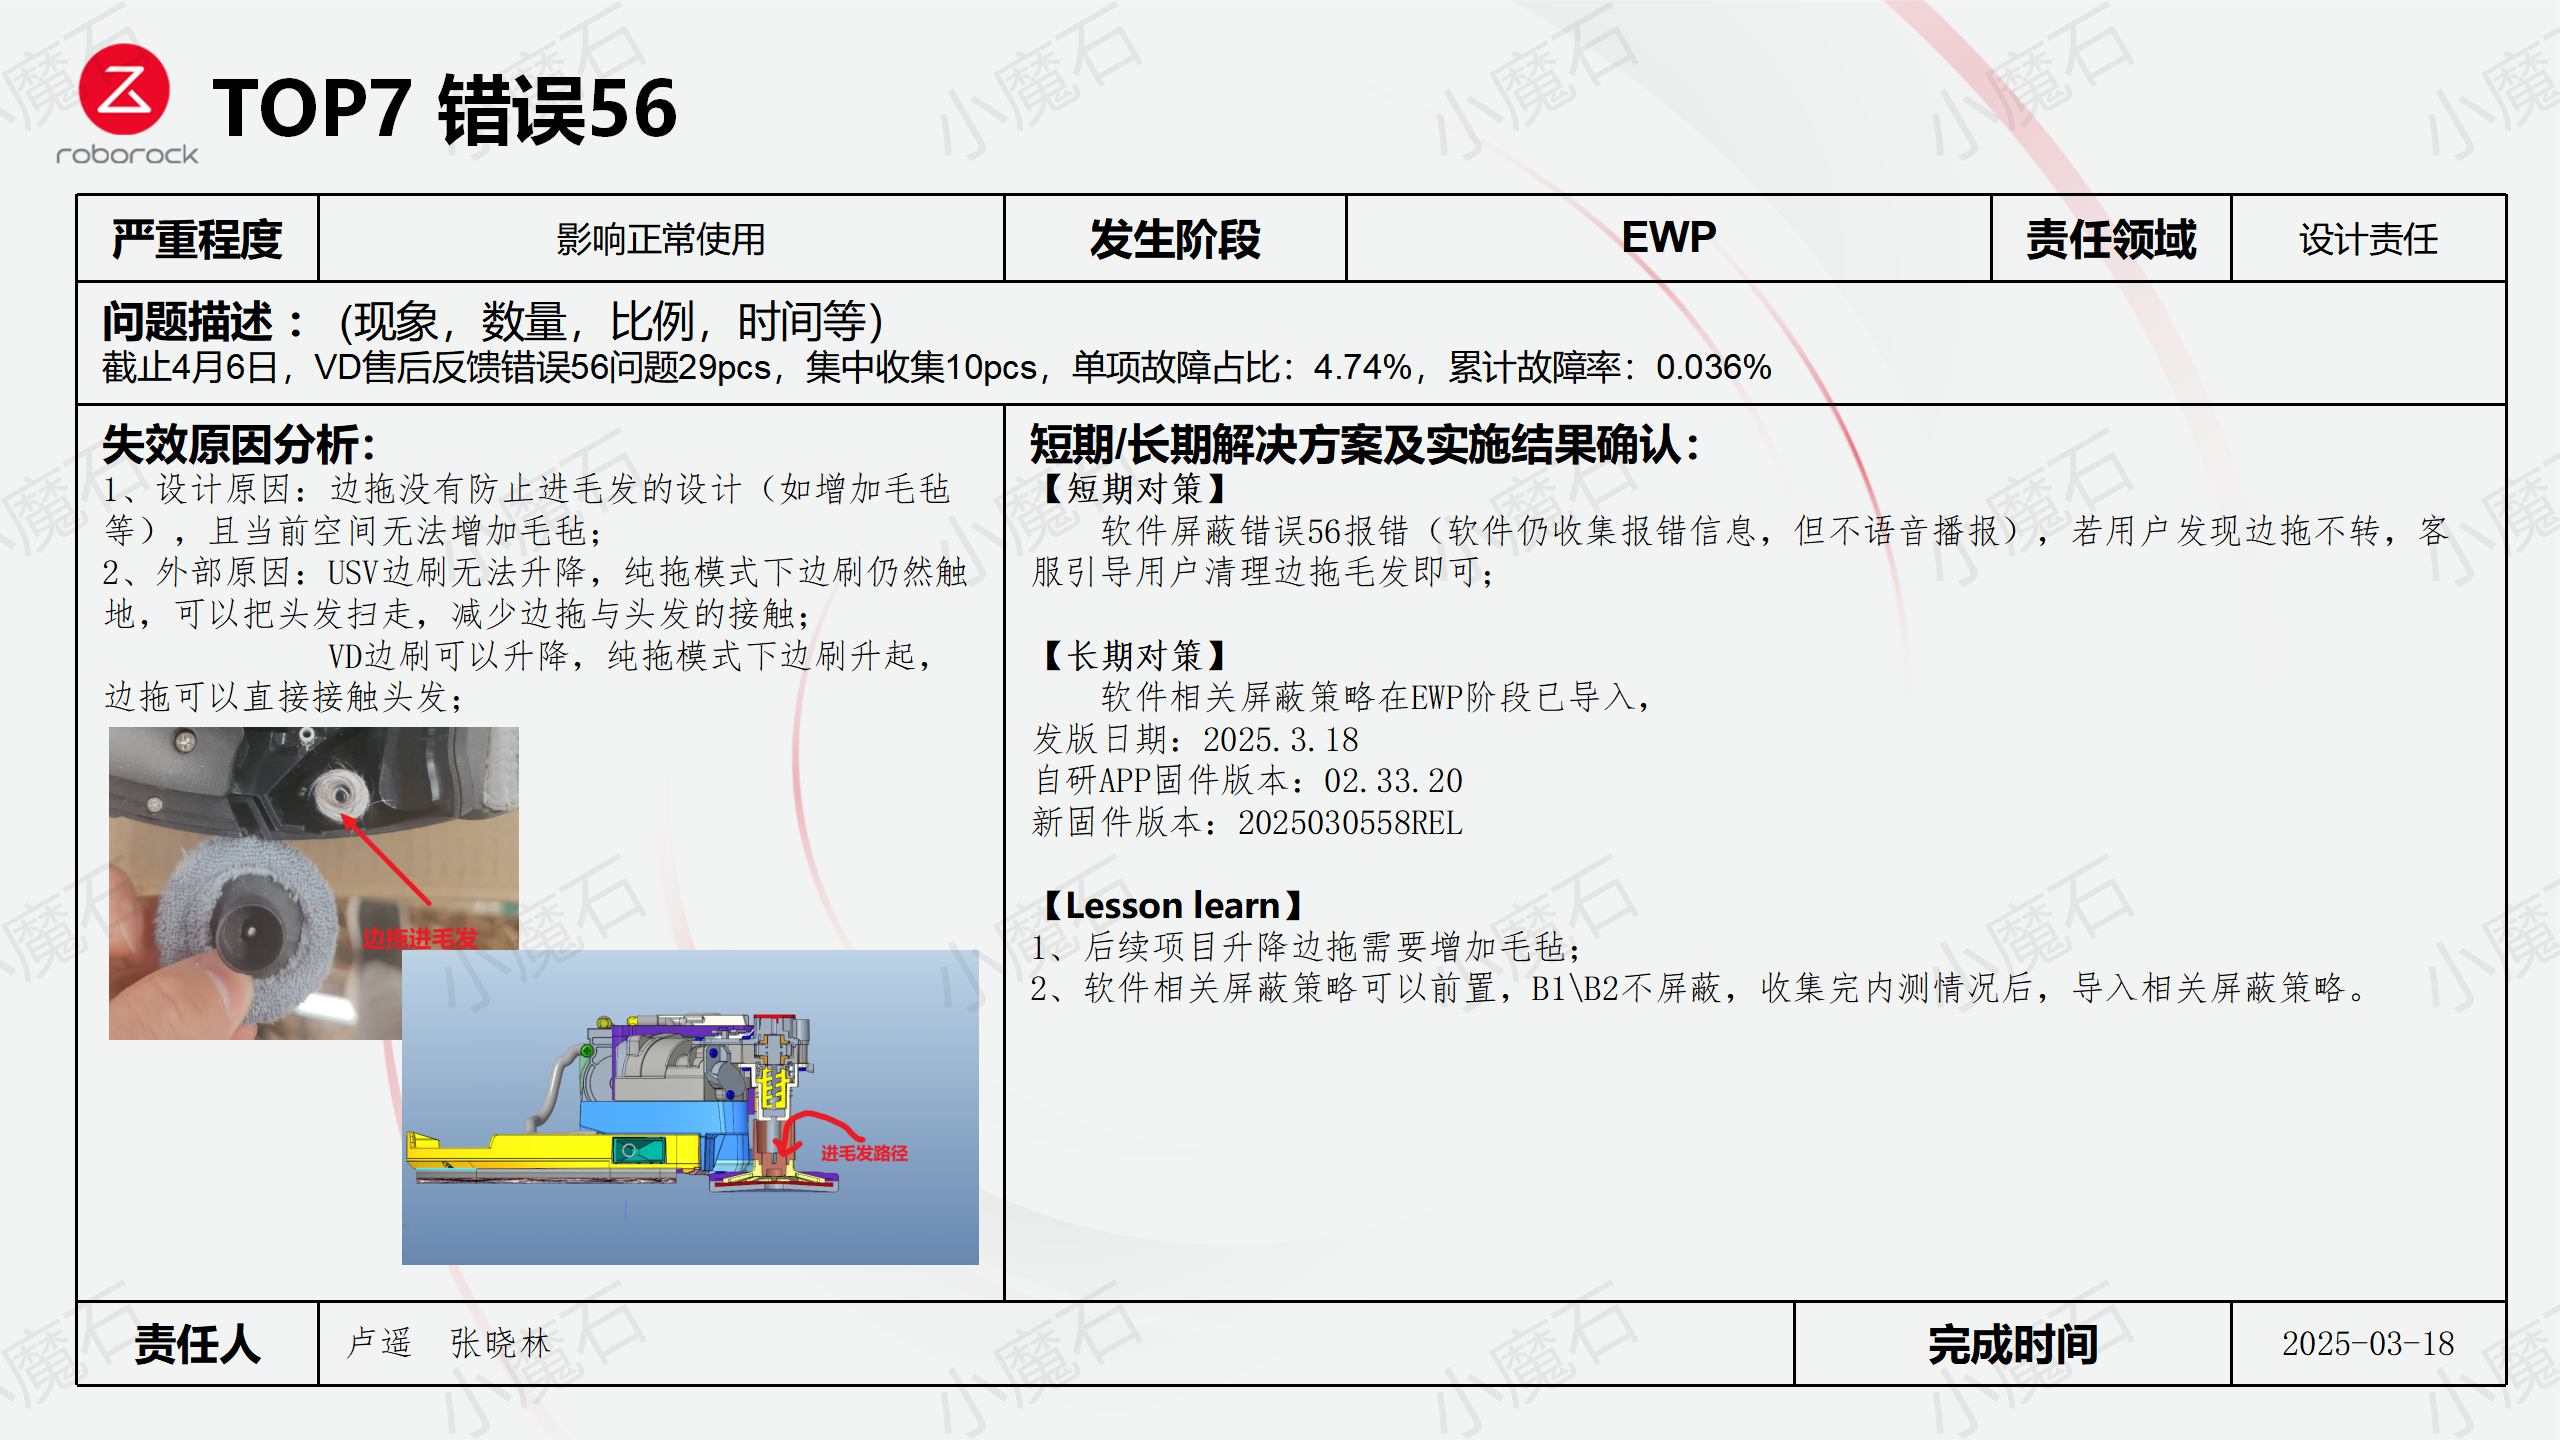 roborock
TOP7 错误56
严重程度 影响正常使用 发生阶段 EWP 责任领域 设计责任
问题描述 ： (现象，数量，比例，时间等)
截止4月6日，VD售后反馈错误56问题29pcs，集中收集10pcs，单项故障占比：4.74%，累计故障率：0.036%
失效原因分析：
1、设计原因：边拖没有防止进毛发的设计（如增加毛毡
等），且当前空间无法增加毛毡；
2、外部原因：USV边刷无法升降，纯拖模式下边刷仍然触
地，可以把头发扫走，减少边拖与头发的接触；
VD边刷可以升降，纯拖模式下边刷升起，
边拖可以直接接触头发；
边拖进毛发
进毛发路径
短期/长期解决方案及实施结果确认：
【短期对策】
软件屏蔽错误56报错（软件仍收集报错信息，但不语音播报），若用户发现边拖不转，客
服引导用户清理边拖毛发即可；
【长期对策】
软件相关屏蔽策略在EWP阶段已导入，
发版日期：2025.3.18
自研APP固件版本：02.33.20
新固件版本：2025030558REL
【Lesson learn】
1、后续项目升降边拖需要增加毛毡；
2、软件相关屏蔽策略可以前置，B1\B2不屏蔽，收集完内测情况后，导入相关屏蔽策略。
责任人 卢遥 张晓林 完成时间 2025-03-18
小魔石